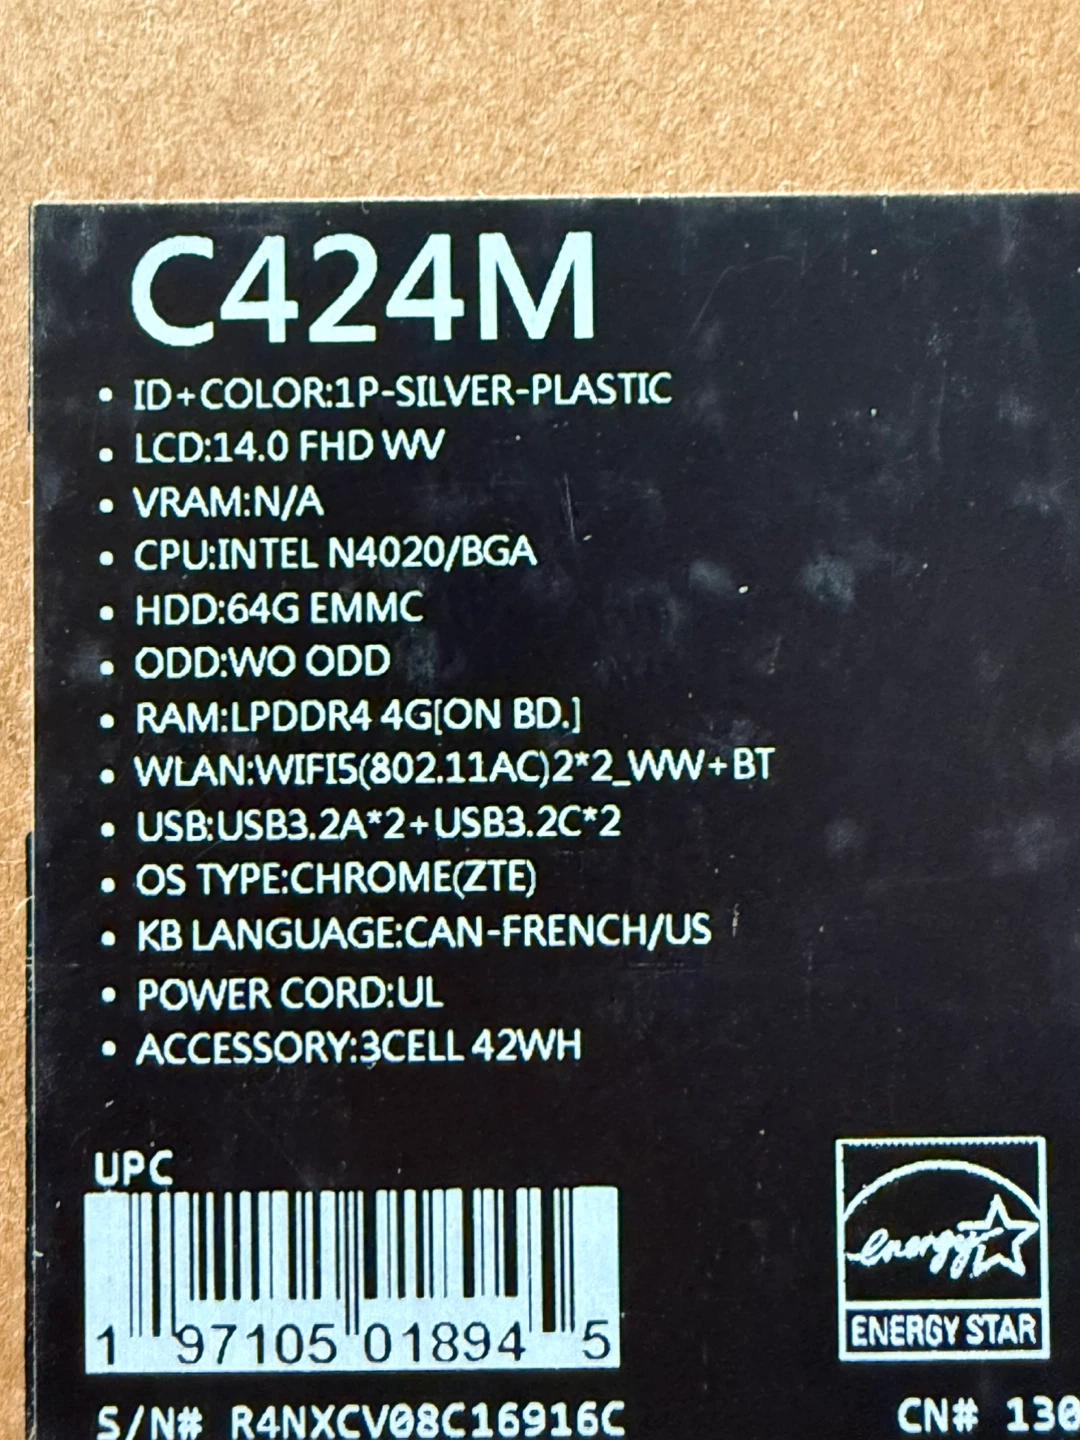 C424M
• ID+COLOR:1P-SILVER-PLASTIC
• LCD:14.0 FHD WV
• VRAM:N/A
• CPU:INTEL N4020/BGA
• HDD:64G EMMC
• ODD:WO ODD
• RAM:LPDDR4 4G[ON BD.]
• WLAN:WIFI5(802.11AC)2*2_WW+BT
• USB:USB3.2A*2+USB3.2C*2
• OS TYPE:CHROME(ZTE)
• KB LANGUAGE:CAN-FRENCH/US
• POWER CORD:UL
• ACCESSORY:3CELL 42WH
UPC
1 97105 01894 5
energy
ENERGY STAR
S/N# R4NXCV08C16916C
CN# 130